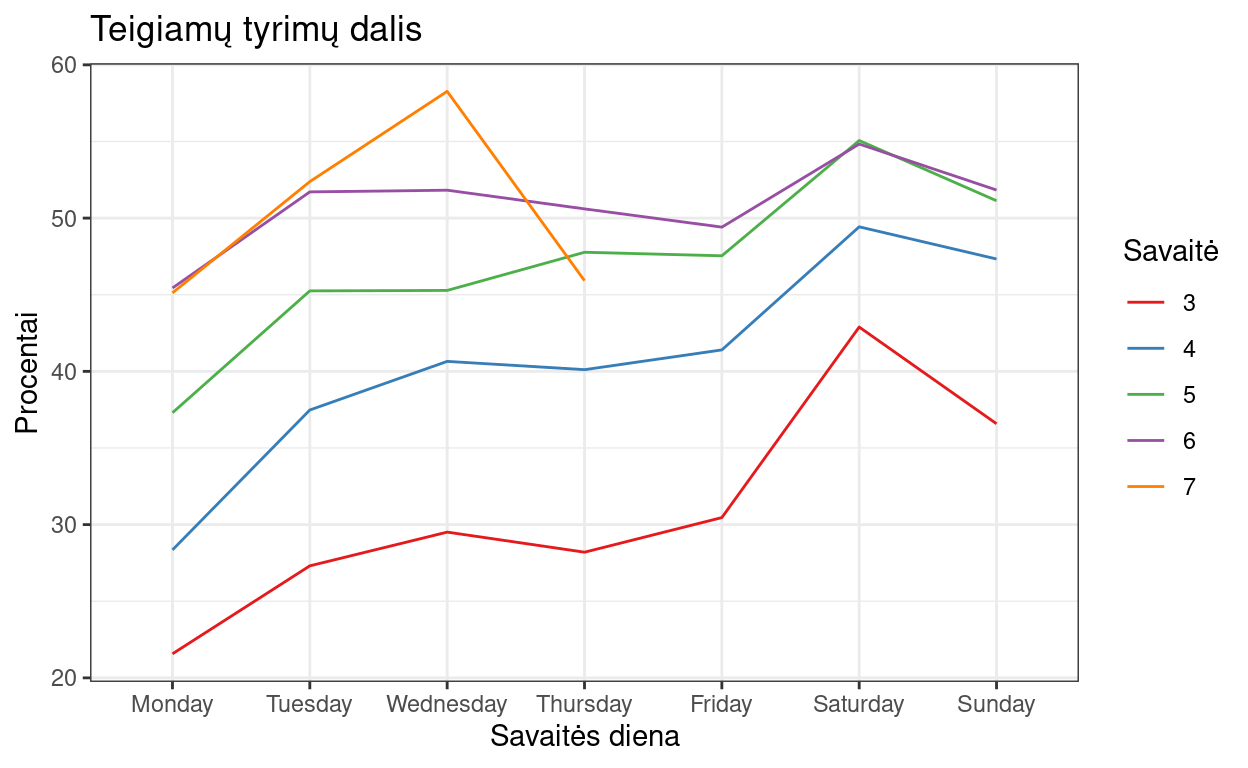 Teigiamų tyrimų dalis
Procentai
60
50
40
30
20
Monday Tuesday Wednesday Thursday Friday Saturday Sunday
Savaitės diena
Savaitė
3
4
5
6
7